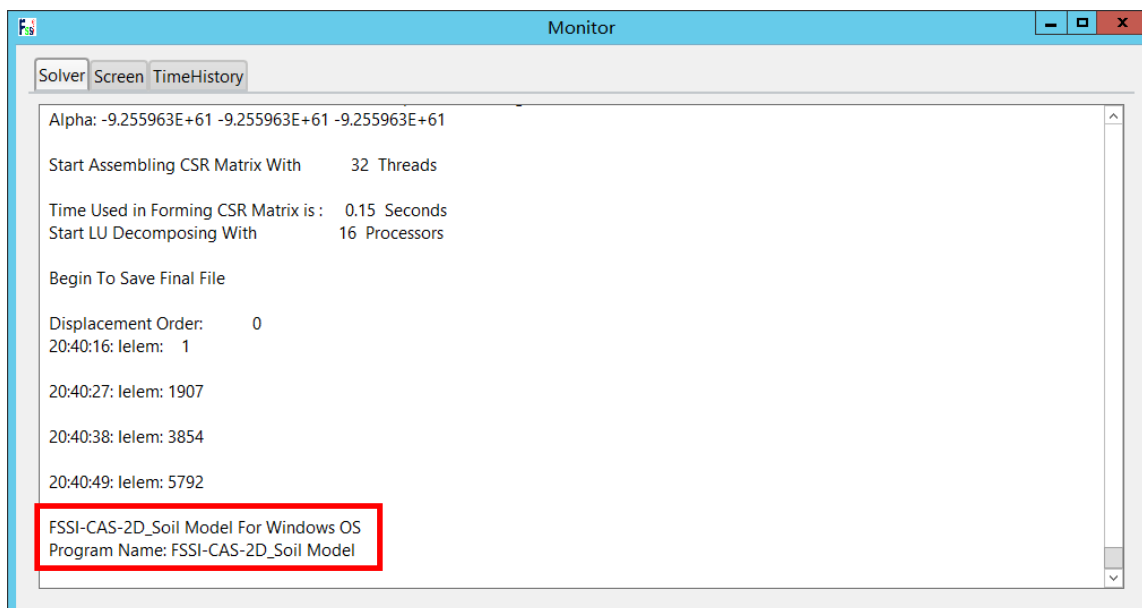 Fssi
Monitor
Solver Screen TimeHistory
Alpha: -9.255963E+61 -9.255963E+61 -9.255963E+61
Start Assembling CSR Matrix With 32 Threads
Time Used in Forming CSR Matrix is : 0.15 Seconds
Start LU Decomposing With 16 Processors
Begin To Save Final File
Displacement Order: 0
20:40:16: Ielem: 1
20:40:27: Ielem: 1907
20:40:38: Ielem: 3854
20:40:49: Ielem: 5792
FSSI-CAS-2D_Soil Model For Windows OS
Program Name: FSSI-CAS-2D_Soil Model